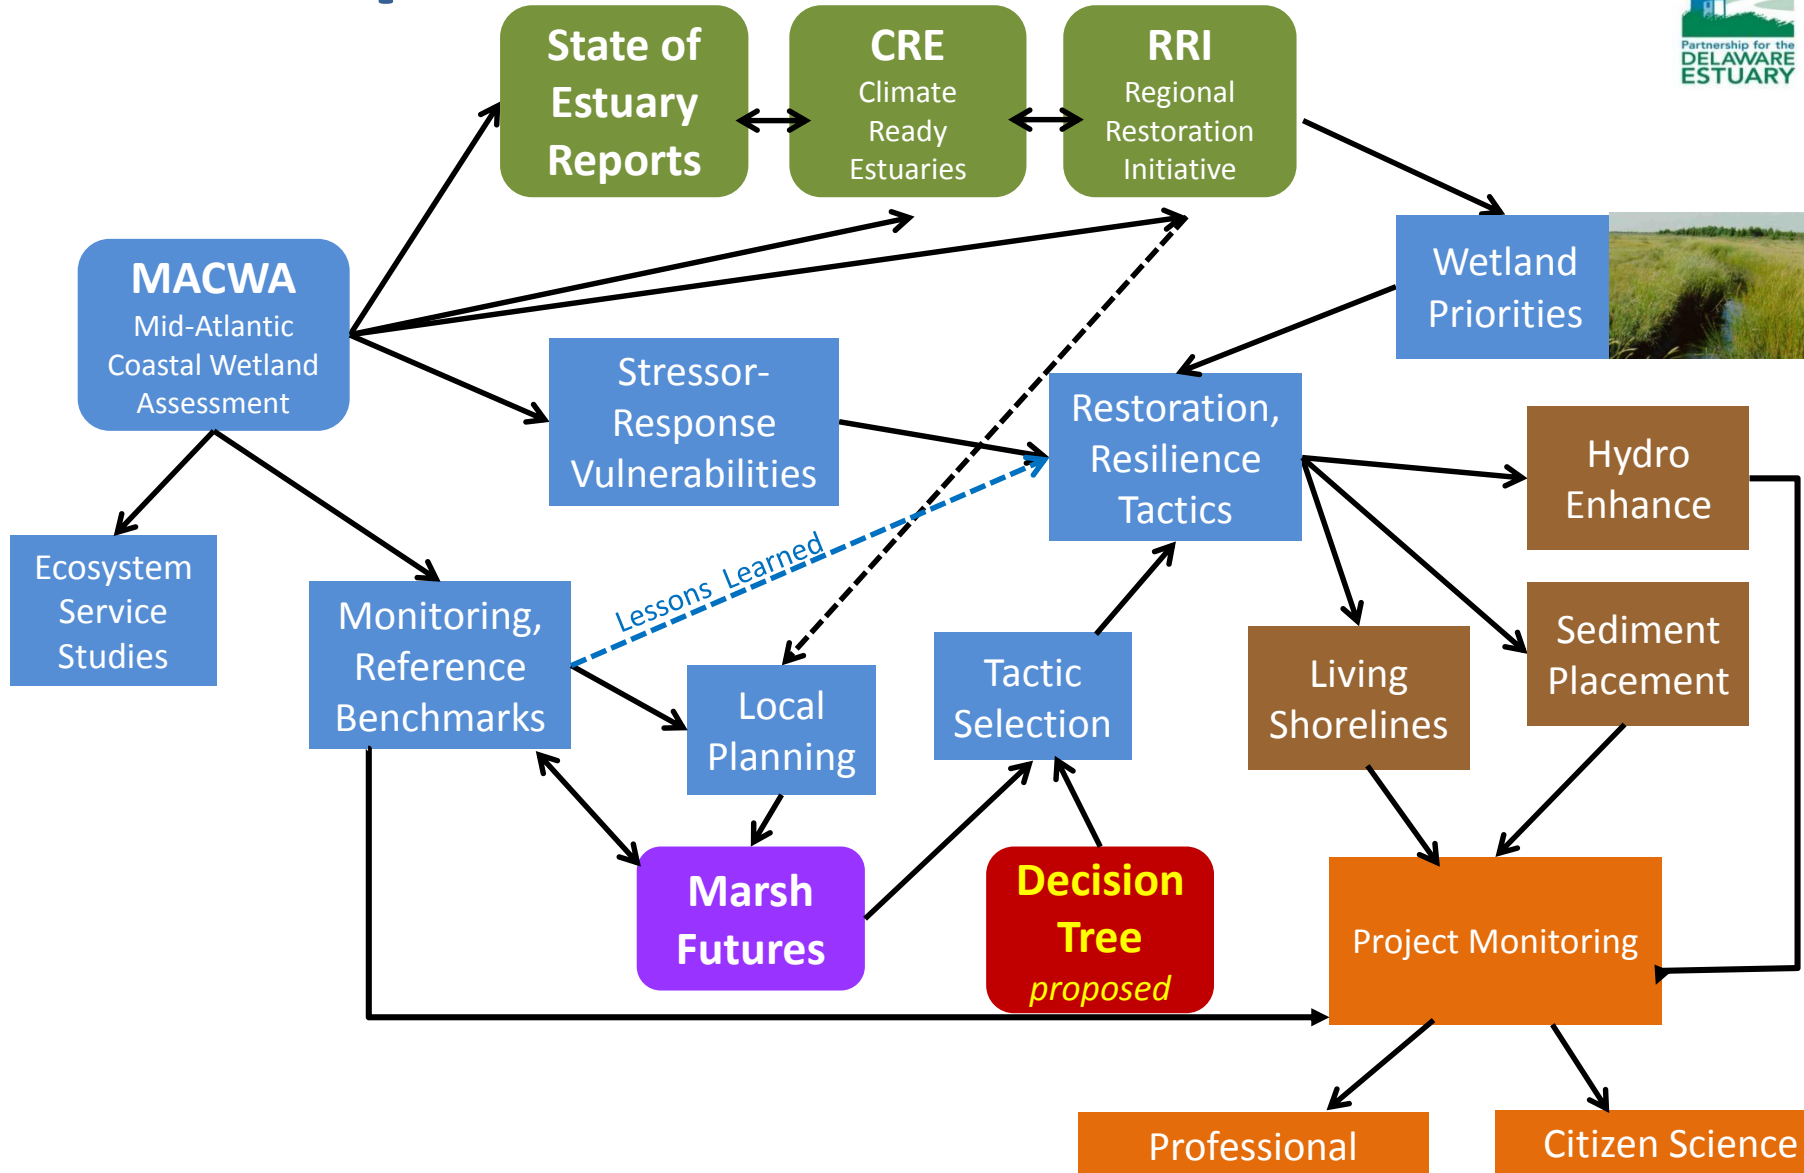 State of
Estuary
Reports
CRE
Climate
Ready
Estuaries
RRI
Regional
Restoration
Initiative
Partnership for the
DELAWARE
ESTUARY
MACWA
Mid-Atlantic
Coastal Wetland
Assessment
Wetland
Priorities
Stressor-
Response
Vulnerabilities
Restoration,
Resilience
Tactics
Hydro
Enhance
Ecosystem
Service
Studies
Monitoring,
Reference
Benchmarks
Lessons Learned
Local
Planning
Tactic
Selection
Living
Shorelines
Sediment
Placement
Marsh
Futures
Decision
Tree
proposed
Project Monitoring
Professional
Citizen Science